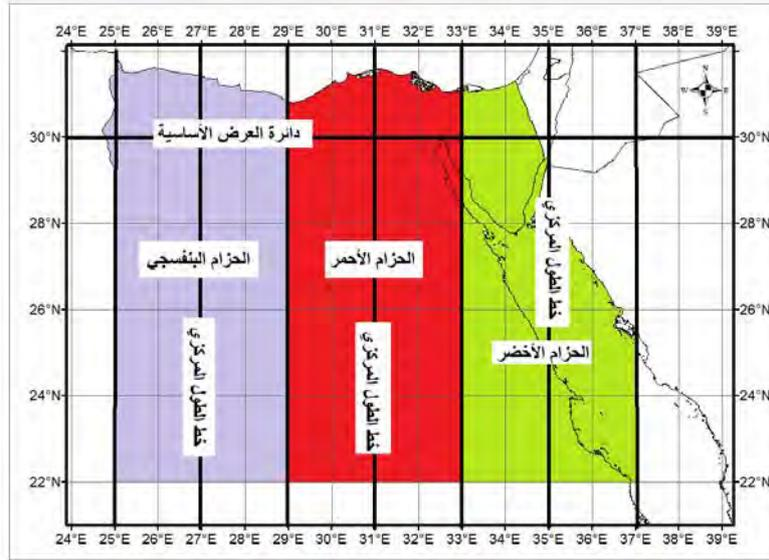 24°E 25°E 26°E 27°E 28°E 29°E 30°E 31°E 32°E 33°E 34°E 35°E 36°E 37°E 38°E 39°E
N
W E
S
30°N 30°N
دائرة العرض الأساسية
28°N 28°N
خط الطول المركزي
الحزام البنفسجي
الحزام الأحمر
26°N 26°N
خط الطول المركزي
خط الطول المركزي
الحزام الأخضر
24°N 24°N
22°N 22°N
24°E 25°E 26°E 27°E 28°E 29°E 30°E 31°E 32°E 33°E 34°E 35°E 36°E 37°E 38°E 39°E